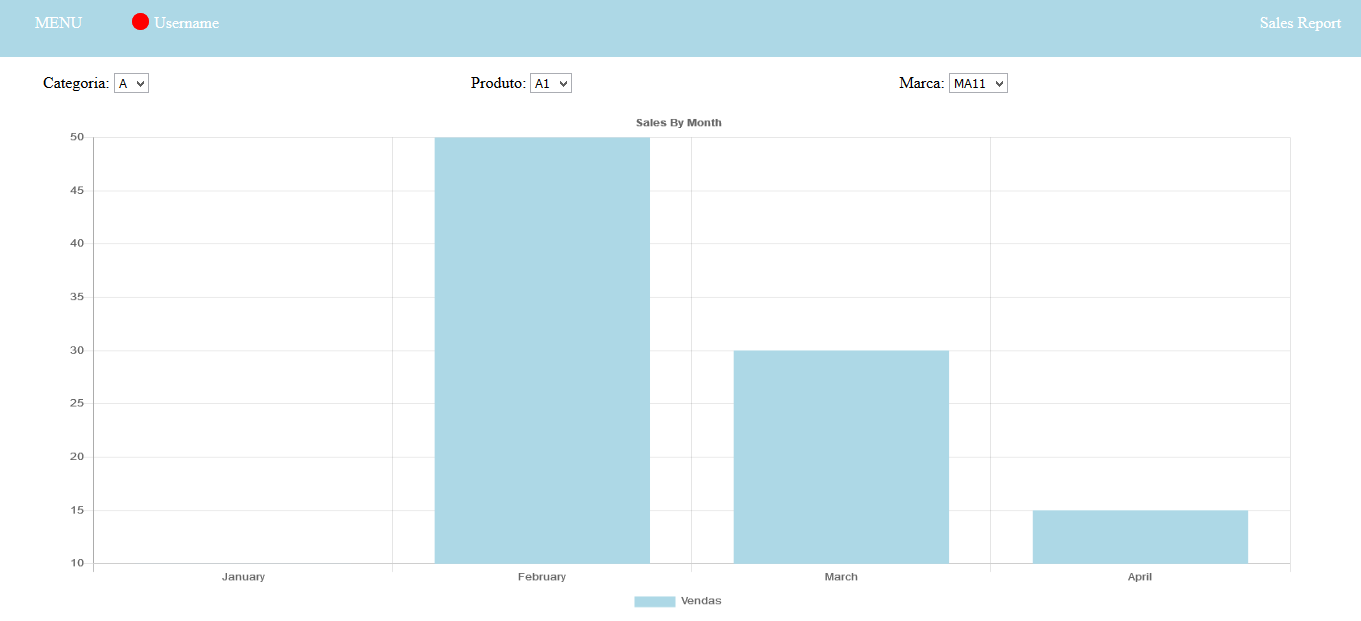 MENU Username Sales Report
Categoria: A Produto: A1 Marca: MA11
Sales By Month
50
45
40
35
30
25
20
15
10
January February March April
Vendas